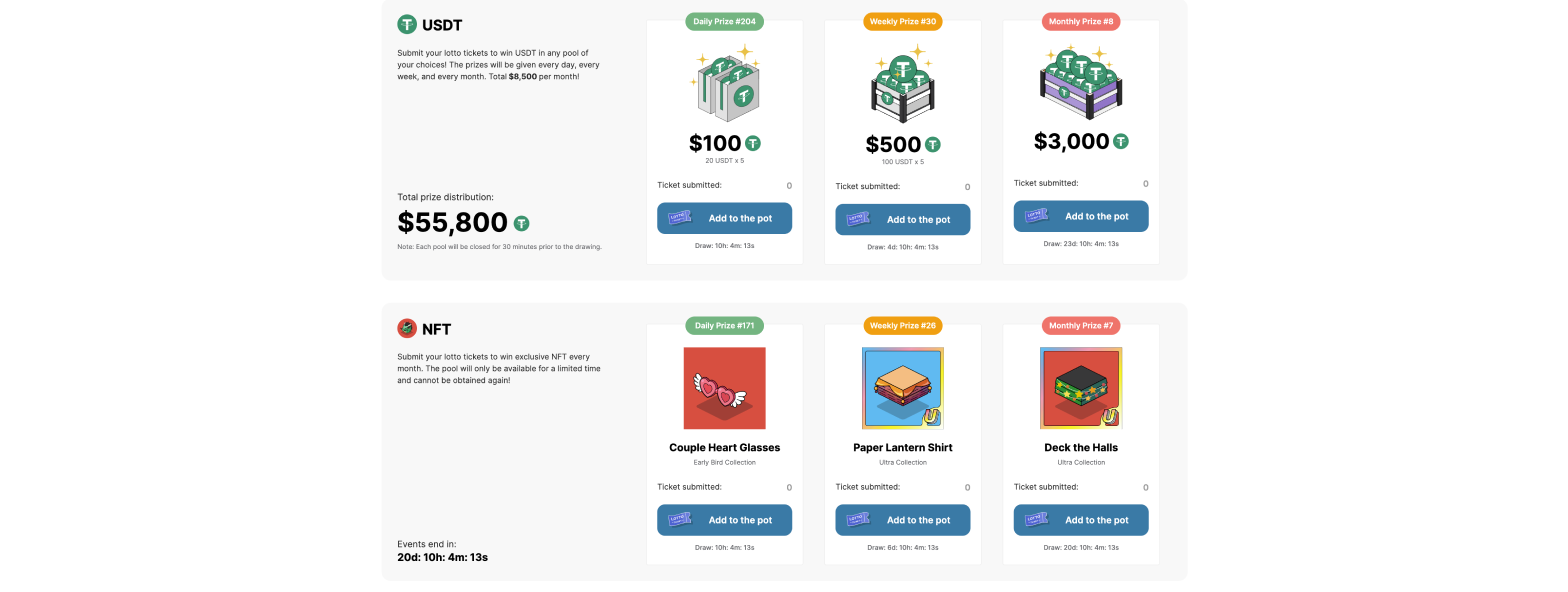 USDT
Submit your lotto tickets to win USDT in any pool of
your choices! The prizes will be given every day, every
week, and every month. Total $8,500 per month!
Total prize distribution:
$55,800
Note: Each pool will be closed for 30 minutes prior to the drawing.
Daily Prize #204
$100
20 USDT x 5
Ticket submitted: 0
LOTTO
Add to the pot
Draw: 10h: 4m: 13s
Weekly Prize #30
$500
100 USDT x 5
Ticket submitted: 0
LOTTO
Add to the pot
Draw: 4d: 10h: 4m: 13s
Monthly Prize #8
$3,000
Ticket submitted: 0
LOTTO
Add to the pot
Draw: 23d: 10h: 4m: 13s
NFT
Submit your lotto tickets to win exclusive NFT every
month. The pool will only be available for a limited time
and cannot be obtained again!
Events end in:
20d: 10h: 4m: 13s
Daily Prize #171
Couple Heart Glasses
Early Bird Collection
Ticket submitted: 0
LOTTO
Add to the pot
Draw: 10h: 4m: 13s
Weekly Prize #26
U
Paper Lantern Shirt
Ultra Collection
Ticket submitted: 0
LOTTO
Add to the pot
Draw: 6d: 10h: 4m: 13s
Monthly Prize #7
U
Deck the Halls
Ultra Collection
Ticket submitted: 0
LOTTO
Add to the pot
Draw: 20d: 10h: 4m: 13s